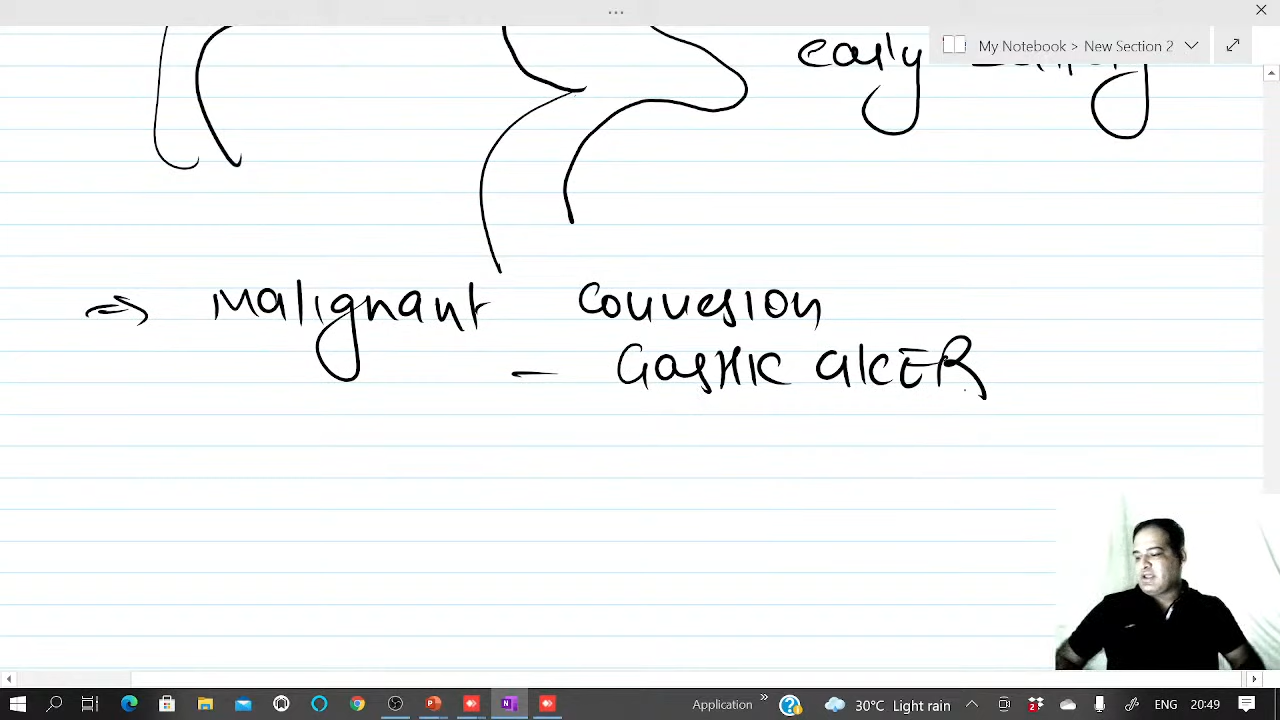 My Notebook > New Section 2
early
⇒ Malignant Conversion
– Gastric ulcER
Application
30°C Light rain
ENG
20:49